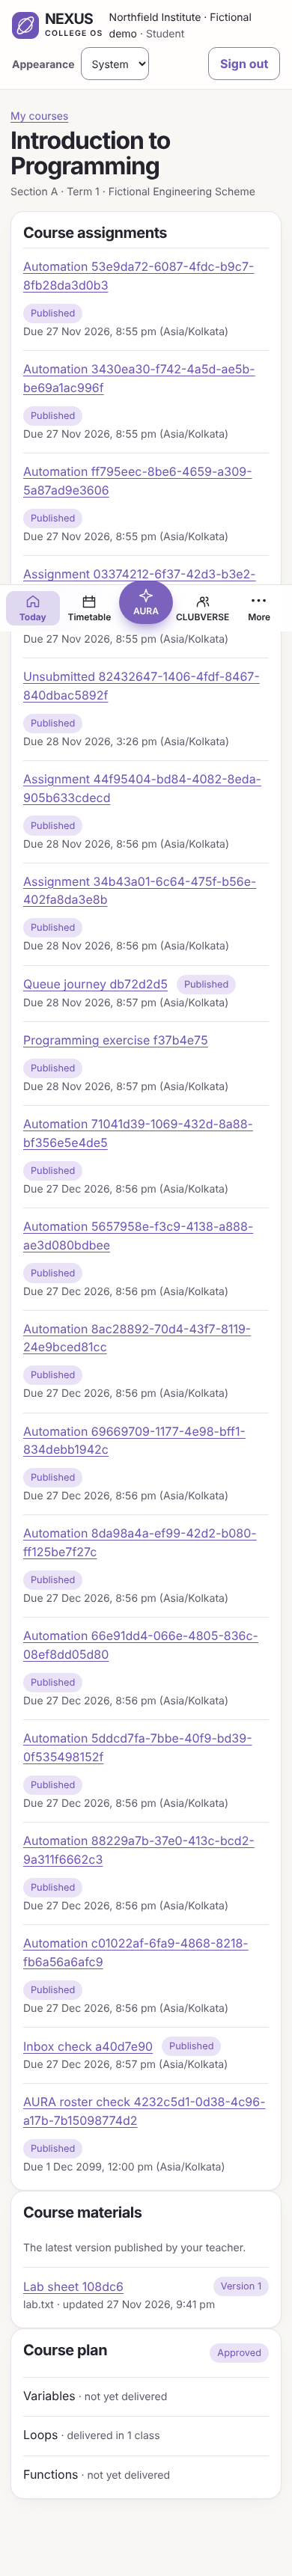 NEXUS
COLLEGE OS
Northfield Institute · Fictional
demo · Student
Appearance
System
Sign out
My courses
Introduction to
Programming
Section A · Term 1 · Fictional Engineering Scheme
Course assignments
Automation 53e9da72-6087-4fdc-b9c7-
8fb28da3d0b3
Published
Due 27 Nov 2026, 8:55 pm (Asia/Kolkata)
Automation 3430ea30-f742-4a5d-ae5b-
be69a1ac996f
Published
Due 27 Nov 2026, 8:55 pm (Asia/Kolkata)
Automation ff795eec-8be6-4659-a309-
5a87ad9e3606
Published
Due 27 Nov 2026, 8:55 pm (Asia/Kolkata)
Assignment 03374212-6f37-42d3-b3e2-
Today
Timetable
AURA
CLUBVERSE
More
Due 27 Nov 2026, 8:55 pm (Asia/Kolkata)
Unsubmitted 82432647-1406-4fdf-8467-
840dbac5892f
Published
Due 28 Nov 2026, 3:26 pm (Asia/Kolkata)
Assignment 44f95404-bd84-4082-8eda-
905b633cdecd
Published
Due 28 Nov 2026, 8:56 pm (Asia/Kolkata)
Assignment 34b43a01-6c64-475f-b56e-
402fa8da3e8b
Published
Due 28 Nov 2026, 8:56 pm (Asia/Kolkata)
Queue journey db72d2d5 Published
Due 28 Nov 2026, 8:57 pm (Asia/Kolkata)
Programming exercise f37b4e75
Published
Due 28 Nov 2026, 8:57 pm (Asia/Kolkata)
Automation 71041d39-1069-432d-8a88-
bf356e5e4de5
Published
Due 27 Dec 2026, 8:56 pm (Asia/Kolkata)
Automation 5657958e-f3c9-4138-a888-
ae3d080bdbee
Published
Due 27 Dec 2026, 8:56 pm (Asia/Kolkata)
Automation 8ac28892-70d4-43f7-8119-
24e9bced81cc
Published
Due 27 Dec 2026, 8:56 pm (Asia/Kolkata)
Automation 69669709-1177-4e98-bff1-
834debb1942c
Published
Due 27 Dec 2026, 8:56 pm (Asia/Kolkata)
Automation 8da98a4a-ef99-42d2-b080-
ff125be7f27c
Published
Due 27 Dec 2026, 8:56 pm (Asia/Kolkata)
Automation 66e91dd4-066e-4805-836c-
08ef8dd05d80
Published
Due 27 Dec 2026, 8:56 pm (Asia/Kolkata)
Automation 5ddcd7fa-7bbe-40f9-bd39-
0f535498152f
Published
Due 27 Dec 2026, 8:56 pm (Asia/Kolkata)
Automation 88229a7b-37e0-413c-bcd2-
9a311f6662c3
Published
Due 27 Dec 2026, 8:56 pm (Asia/Kolkata)
Automation c01022af-6fa9-4868-8218-
fb6a56a6afc9
Published
Due 27 Dec 2026, 8:56 pm (Asia/Kolkata)
Inbox check a40d7e90 Published
Due 27 Dec 2026, 8:57 pm (Asia/Kolkata)
AURA roster check 4232c5d1-0d38-4c96-
a17b-7b15098774d2
Published
Due 1 Dec 2099, 12:00 pm (Asia/Kolkata)
Course materials
The latest version published by your teacher.
Lab sheet 108dc6 Version 1
lab.txt · updated 27 Nov 2026, 9:41 pm
Course plan Approved
Variables · not yet delivered
Loops · delivered in 1 class
Functions · not yet delivered